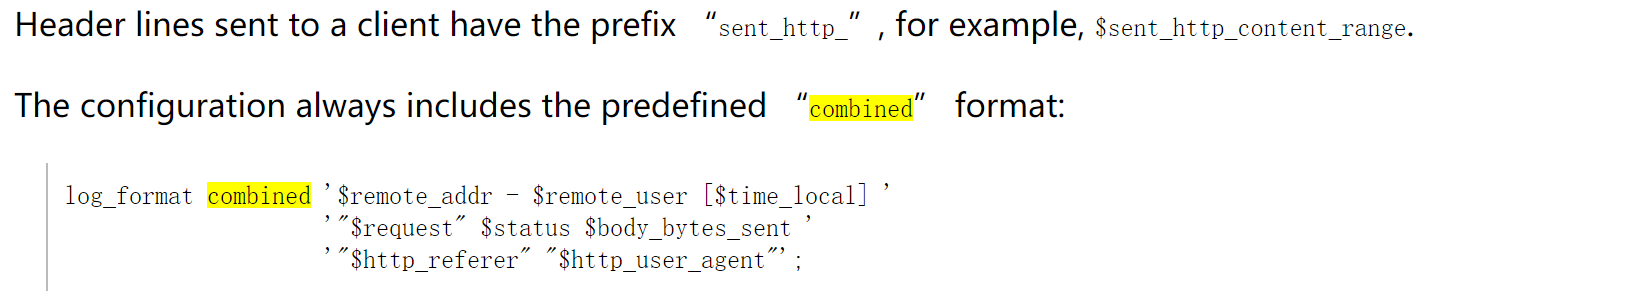 Header lines sent to a client have the prefix “sent_http_”, for example, $sent_http_content_range.
The configuration always includes the predefined “combined” format:
log_format combined '$remote_addr - $remote_user [$time_local] '
'"$request" $status $body_bytes_sent '
'"$http_referer" "$http_user_agent"';